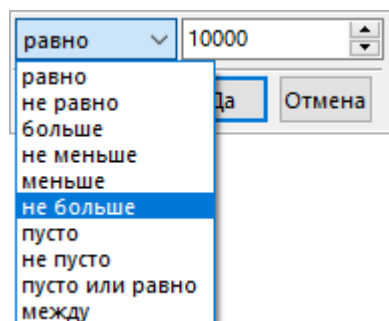 равно 10000
равно
не равно Да Отмена
больше
не меньше
меньше
не больше
пусто
не пусто
пусто или равно
между